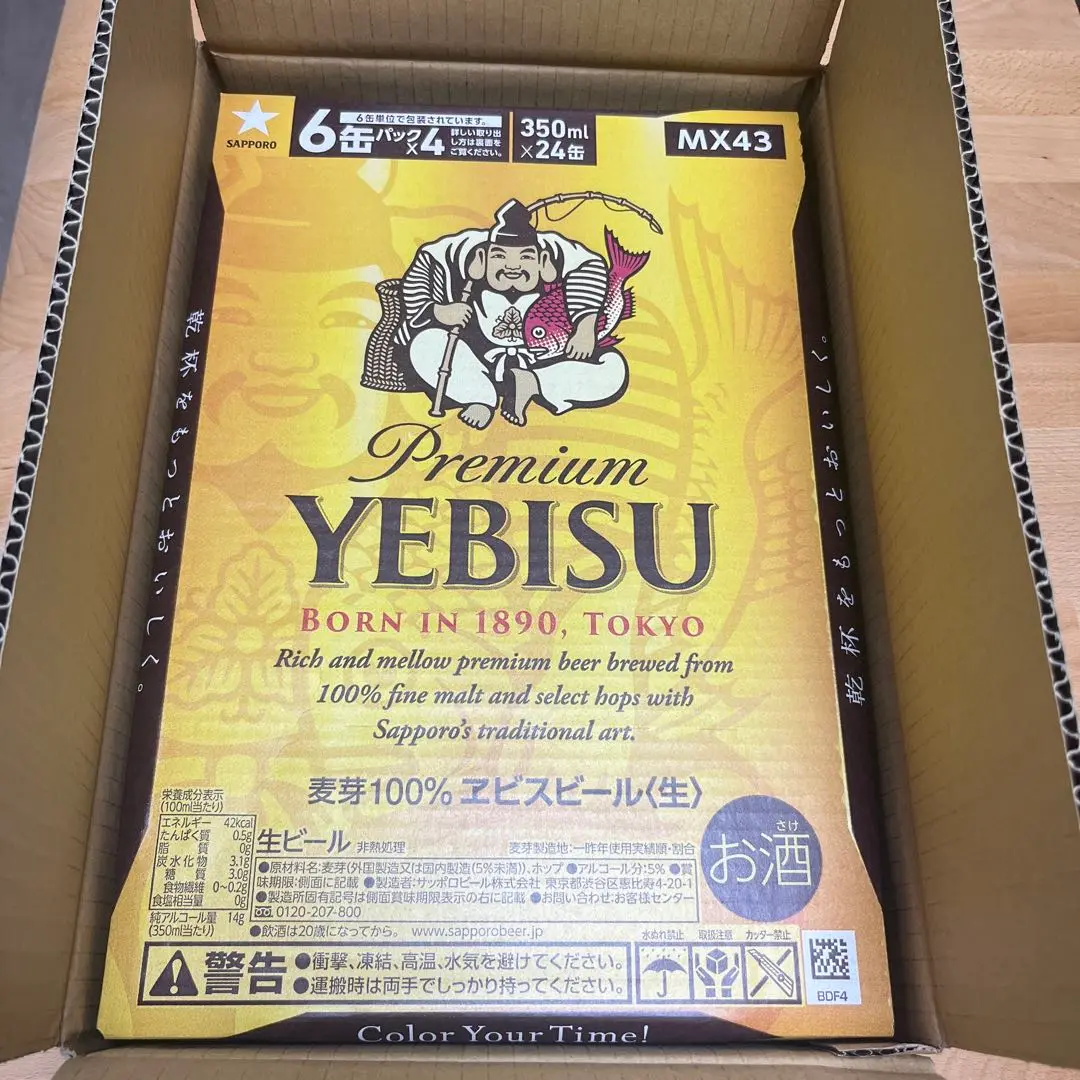 SAPPORO
6缶パック×4
6缶単位で包装されています。
詳しい取り出
し方は裏面を
ご覧ください。
350ml
×24缶
MX43
乾杯をもっとおいしく。
乾杯をもっとおいしく。
Premium
YEBISU
BORN IN 1890, TOKYO
Rich and mellow premium beer brewed from
100% fine malt and select hops with
Sapporo's traditional art.
麦芽100% ヱビスビール〈生〉
栄養成分表示
(100ml当たり)
エネルギー 42kcal
たんぱく質 0.5g
脂質 0g
炭水化物 3.1g
糖質 3.0g
食物繊維 0~0.2g
食塩相当量 0g
純アルコール量 14g
(350ml当たり)
生ビール 非熱処理 麦芽製造地:一昨年使用実績順・割合
●原材料名:麦芽(外国製造又は国内製造(5%未満))、ホップ ●アルコール分:5% ●賞
味期限:側面に記載 ●製造者:サッポロビール株式会社 東京都渋谷区恵比寿4-20-1
●製造所固有記号は側面賞味期限表示の右に記載 ●お問い合わせ:お客様センター
0120-207-800
●飲酒は20歳になってから。 www.sapporobeer.jp
さけ
お酒
警告
●衝撃、凍結、高温、水気を避けてください。
●運搬時は両手でしっかり持ってください。
水ぬれ禁止 取扱注意 カッター禁止
BDF4
Color Your Time!